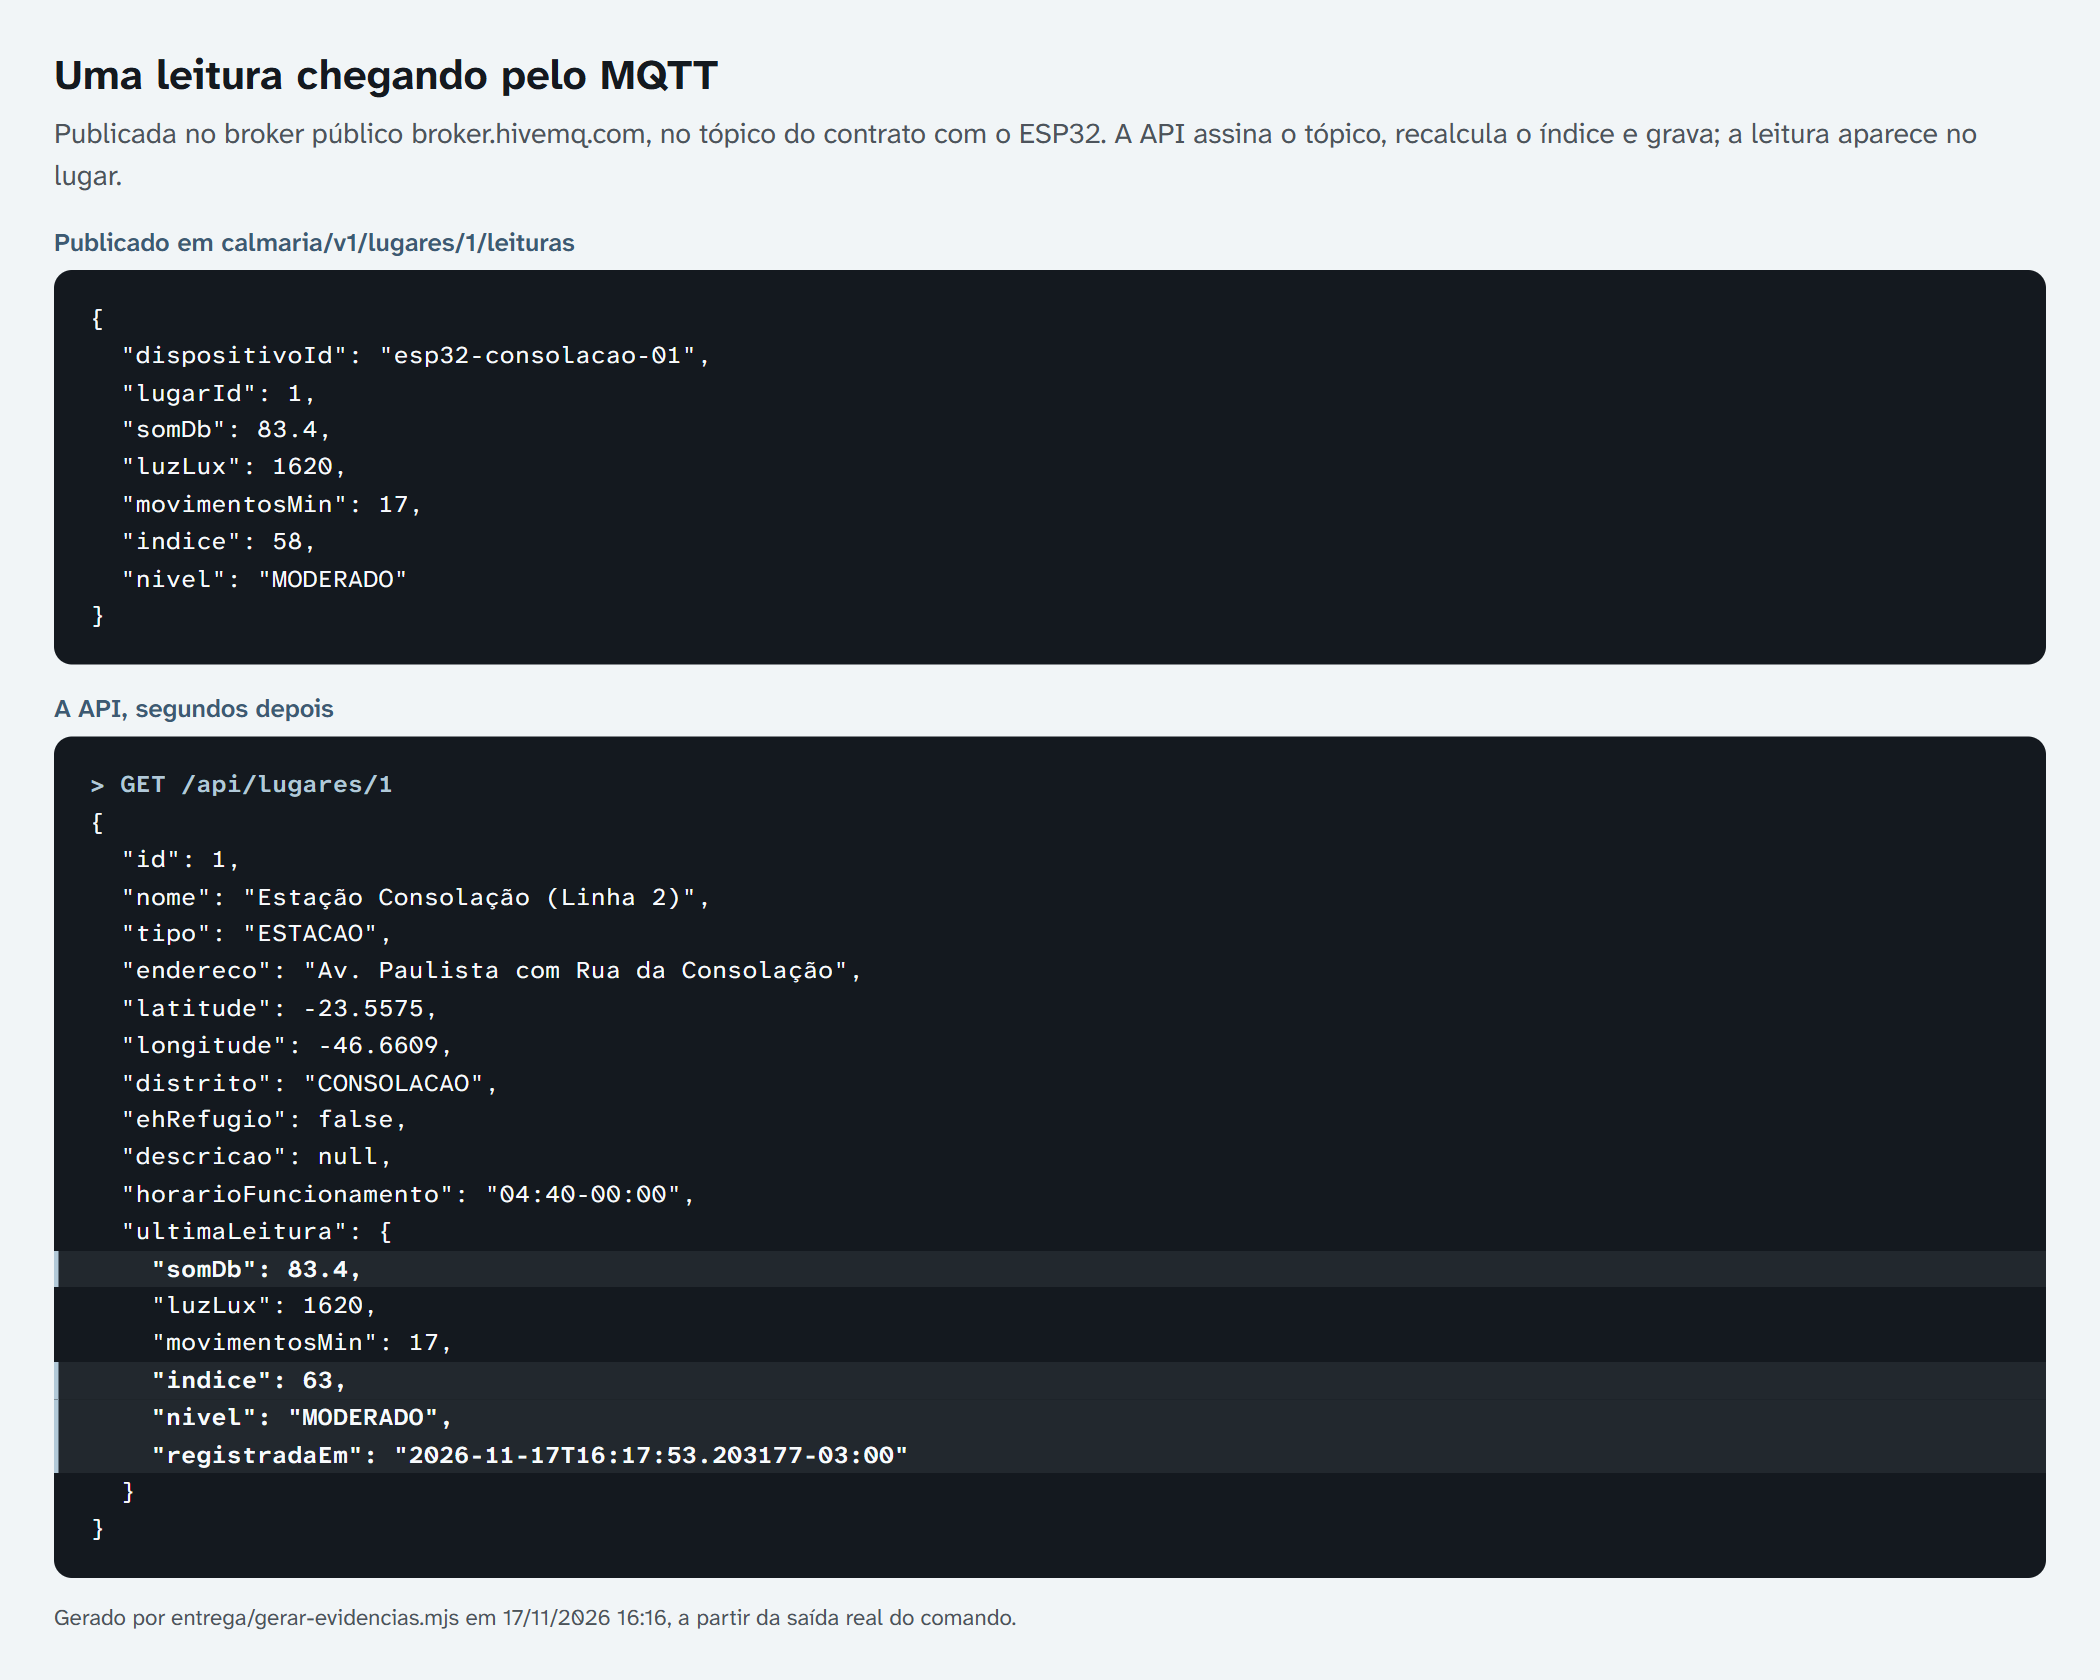 Uma leitura chegando pelo MQTT
Publicada no broker público broker.hivemq.com, no tópico do contrato com o ESP32. A API assina o tópico, recalcula o índice e grava; a leitura aparece no
lugar.
Publicado em calmaria/v1/lugares/1/leituras
{
  "dispositivoId": "esp32-consolacao-01",
  "lugarId": 1,
  "somDb": 83.4,
  "luzLux": 1620,
  "movimentosMin": 17,
  "indice": 58,
  "nivel": "MODERADO"
}
A API, segundos depois
> GET /api/lugares/1
{
  "id": 1,
  "nome": "Estação Consolação (Linha 2)",
  "tipo": "ESTACAO",
  "endereco": "Av. Paulista com Rua da Consolação",
  "latitude": -23.5575,
  "longitude": -46.6609,
  "distrito": "CONSOLACAO",
  "ehRefugio": false,
  "descricao": null,
  "horarioFuncionamento": "04:40-00:00",
  "ultimaLeitura": {
    "somDb": 83.4,
    "luzLux": 1620,
    "movimentosMin": 17,
    "indice": 63,
    "nivel": "MODERADO",
    "registradaEm": "2026-11-17T16:17:53.203177-03:00"
  }
}
Gerado por entrega/gerar-evidencias.mjs em 17/11/2026 16:16, a partir da saída real do comando.